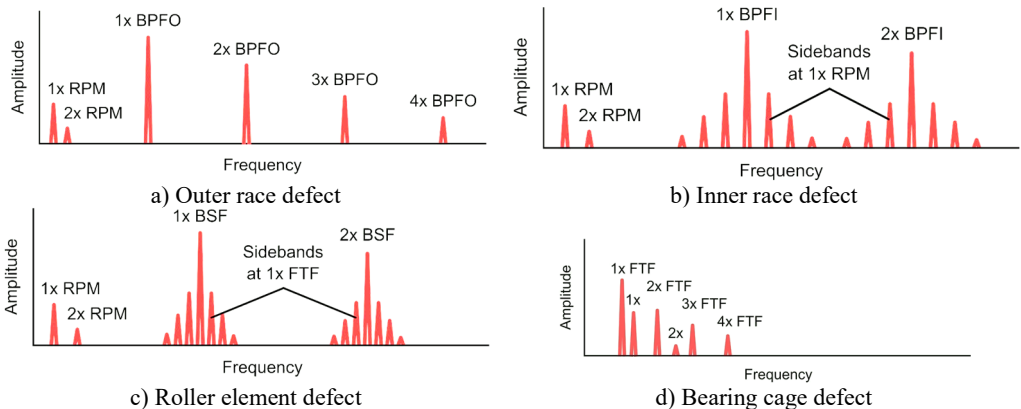 1x BPFO
2x BPFO
3x BPFO
4x BPFO
1x RPM
2x RPM
Amplitude
Frequency
a) Outer race defect
1x BPFI
2x BPFI
Sidebands
at 1x RPM
1x RPM
2x RPM
Amplitude
Frequency
b) Inner race defect
1x BSF
2x BSF
Sidebands
at 1x FTF
1x RPM
2x RPM
Amplitude
Frequency
c) Roller element defect
1x FTF
1x
2x FTF
2x
3x FTF
4x FTF
Amplitude
Frequency
d) Bearing cage defect